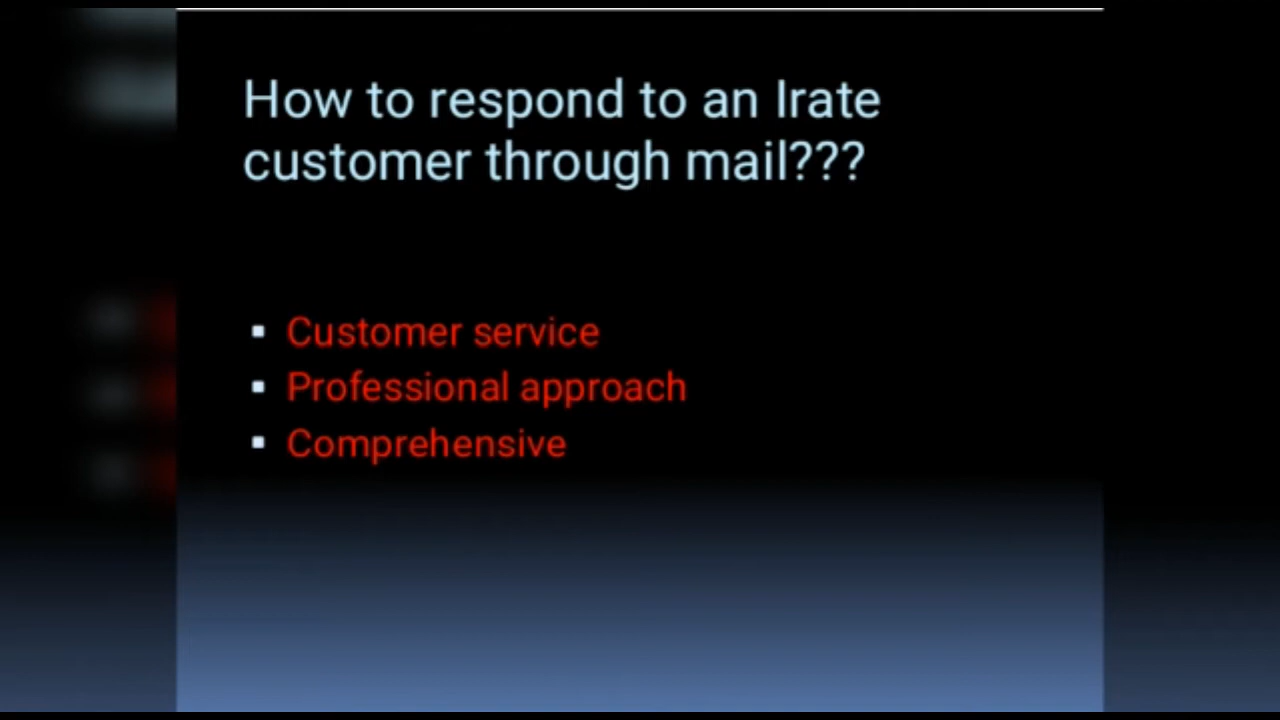 How to respond to an Irate
customer through mail???
Customer service
Professional approach
Comprehensive